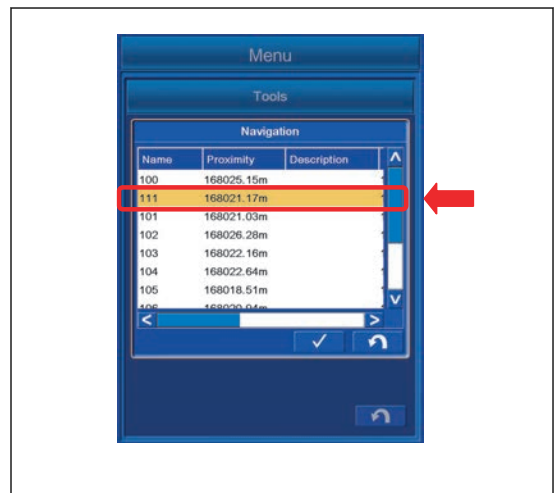 Menu
Tools
Navigation
Name Proximity Description
100 168025.15m
111 168021.17m
101 168021.03m
102 168026.28m
103 168022.16m
104 168022.64m
105 168018.51m